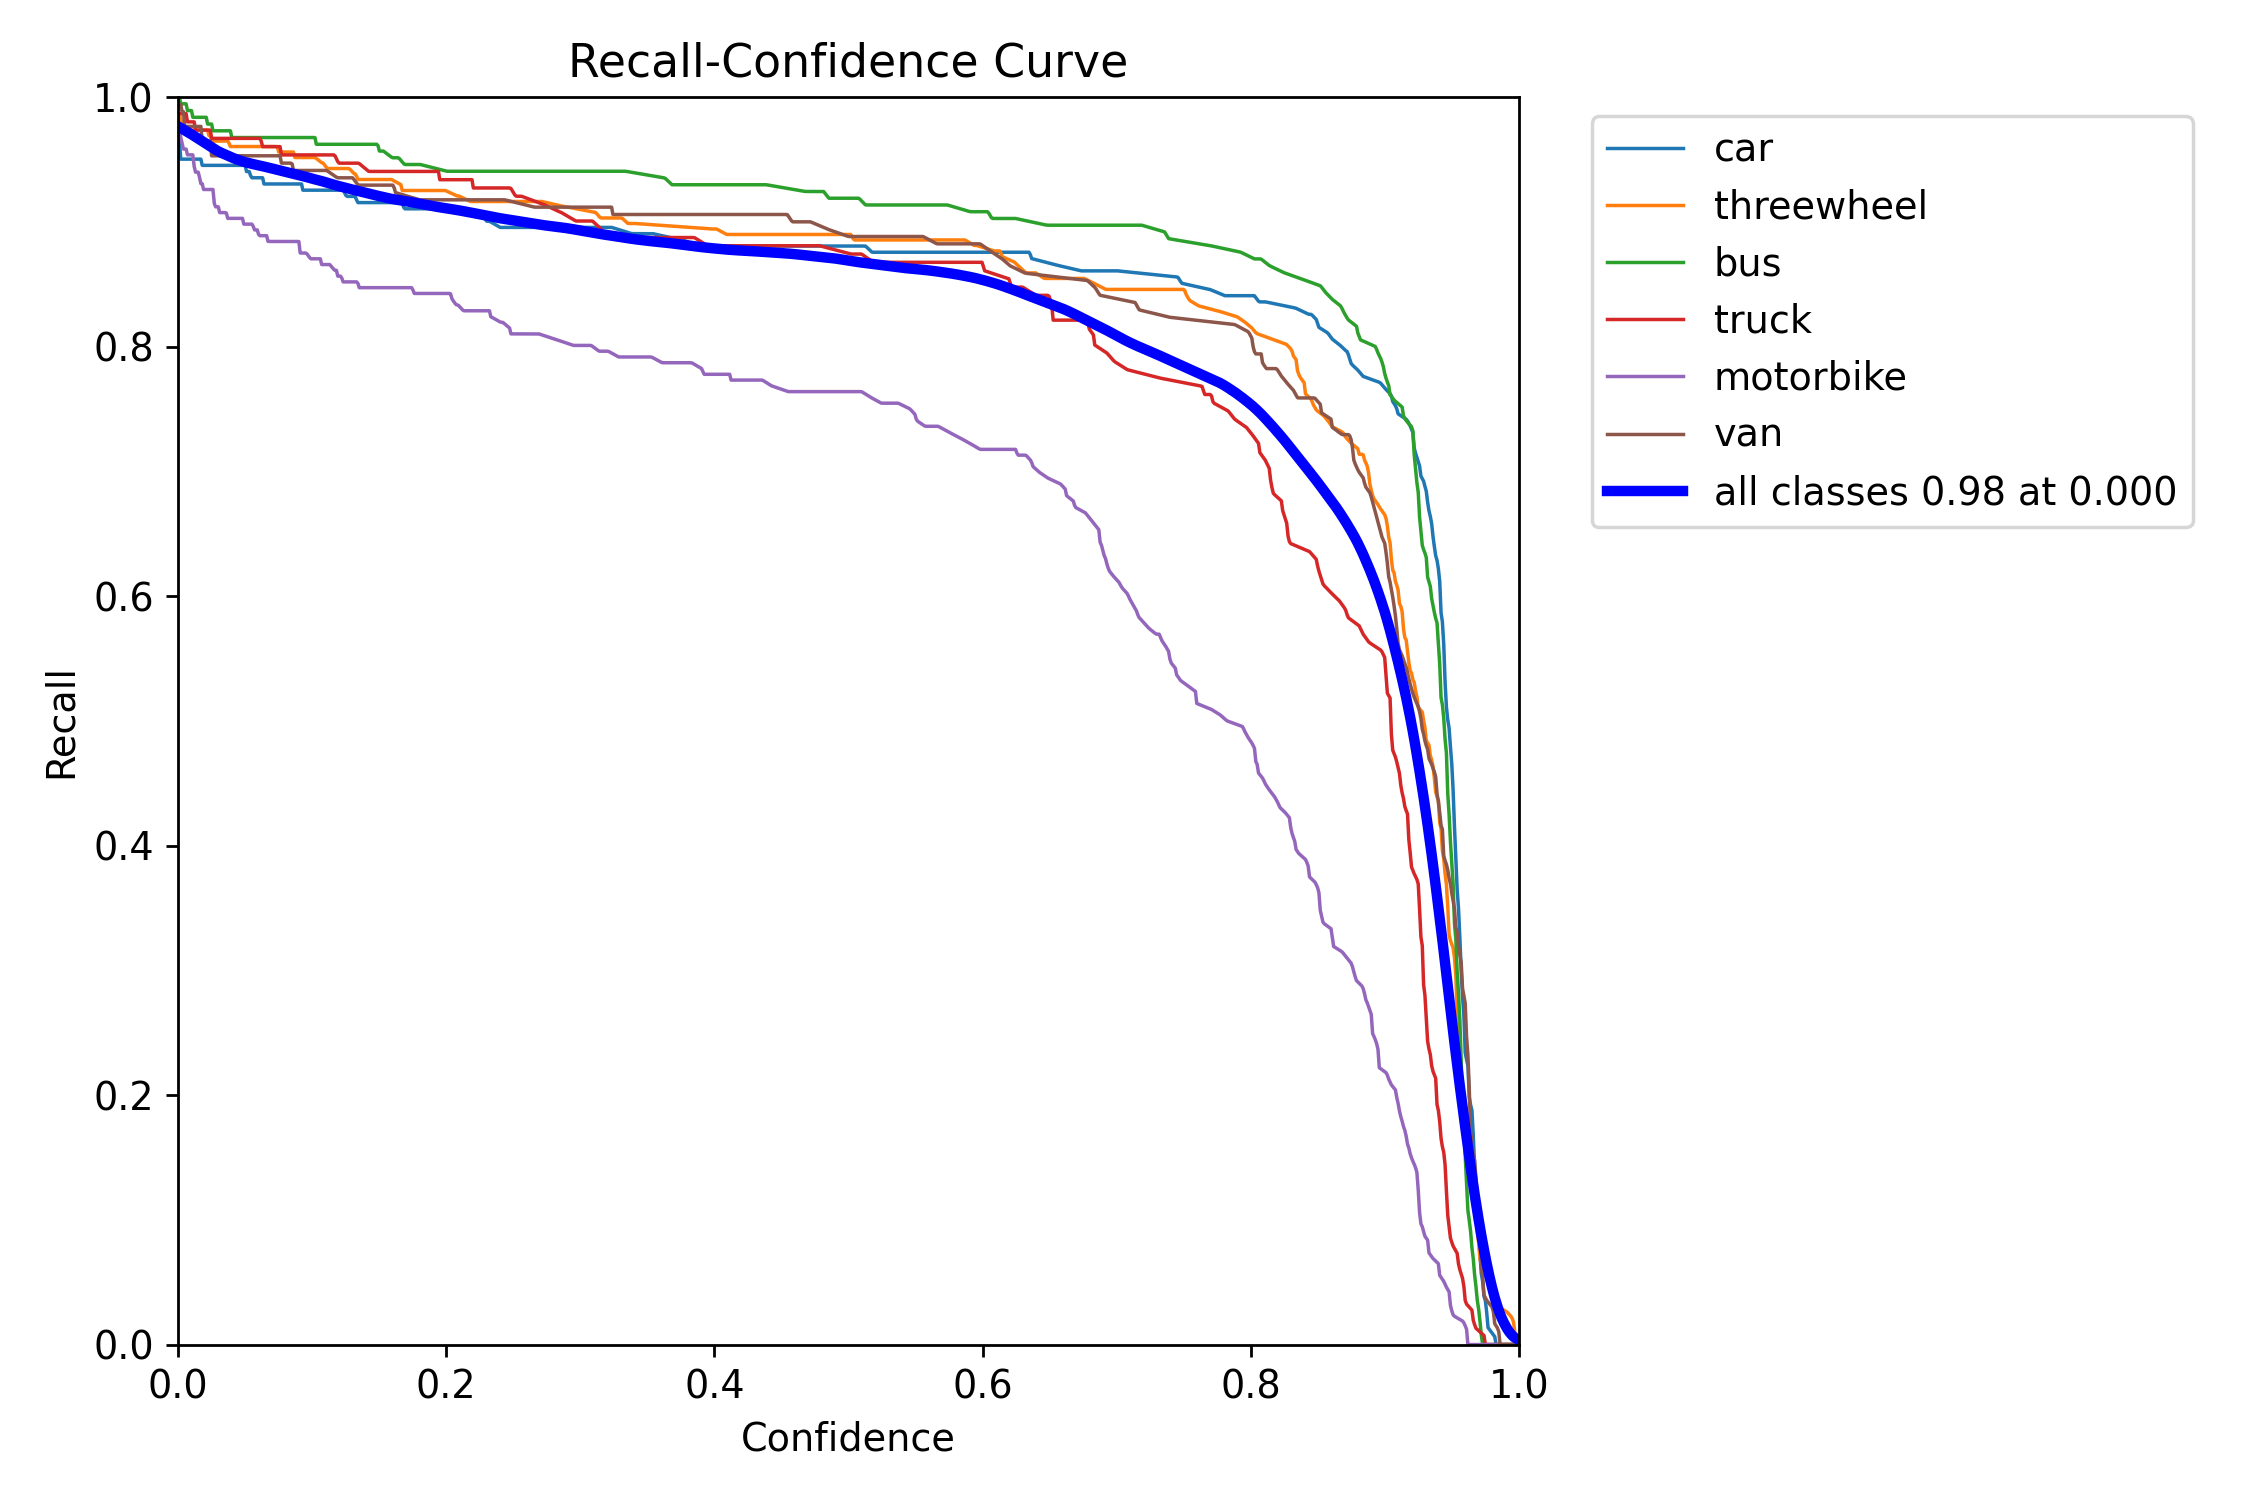 Recall-Confidence Curve
1.0
0.8
0.6
0.4
0.2
0.0
Recall
0.0 0.2 0.4 0.6 0.8 1.0
Confidence
car
threewheel
bus
truck
motorbike
van
all classes 0.98 at 0.000